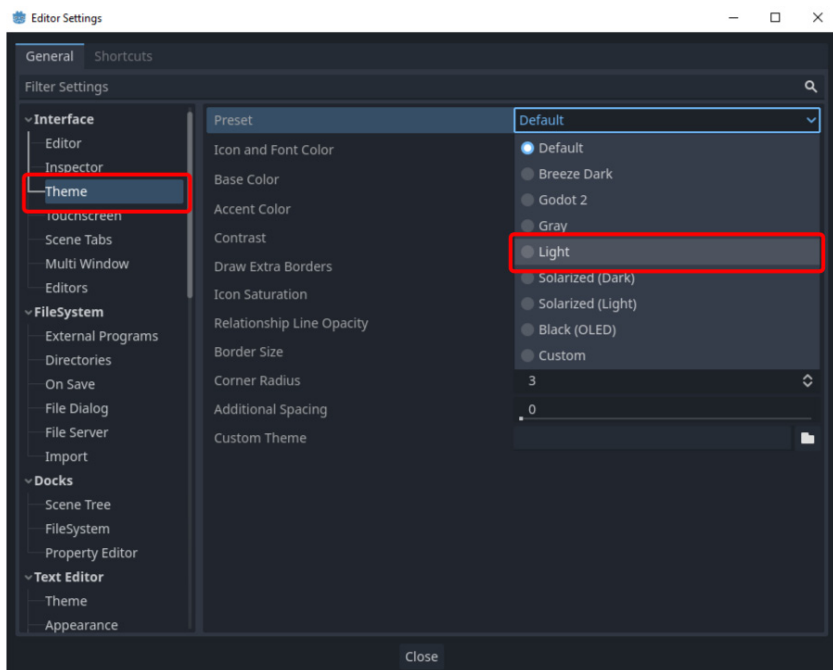 Editor Settings
General
Shortcuts
Filter Settings
Interface
Editor
Inspector
Theme
Touchscreen
Scene Tabs
Multi Window
Editors
FileSystem
External Programs
Directories
On Save
File Dialog
File Server
Import
Docks
Scene Tree
FileSystem
Property Editor
Text Editor
Theme
Appearance
Preset
Default
Icon and Font Color
Base Color
Accent Color
Contrast
Draw Extra Borders
Icon Saturation
Relationship Line Opacity
Border Size
Corner Radius
3
Additional Spacing
0
Custom Theme
Default
Breeze Dark
Godot 2
Gray
Light
Solarized (Dark)
Solarized (Light)
Black (OLED)
Custom
Close